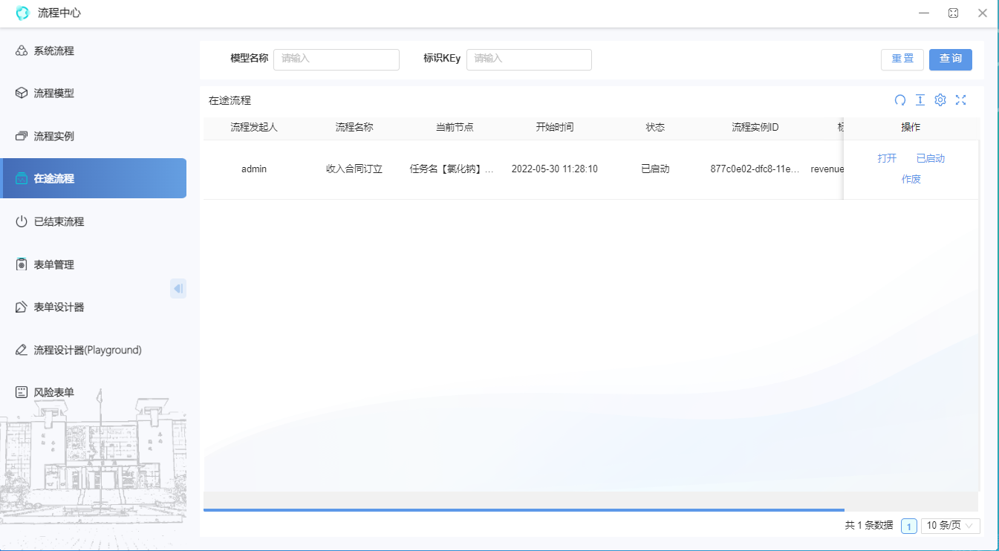 流程中心
系统流程
流程模型
流程实例
在途流程
已结束流程
表单管理
表单设计器
流程设计器(Playground)
风险表单
模型名称 请输入 标识KEy 请输入 重置 查询
在途流程
流程发起人 流程名称 当前节点 开始时间 状态 流程实例ID 标 操作
admin 收入合同订立 任务名【氯化钠】... 2022-05-30 11:28:10 已启动 877c0e02-dfc8-11e... revenue 打开 已启动
作废
共 1 条数据 1 10 条/页